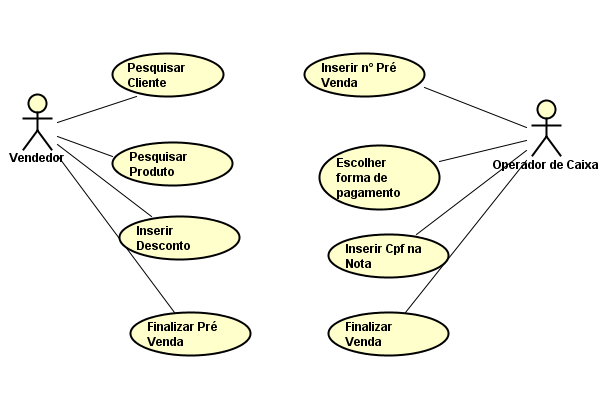 Pesquisar
Cliente
Inserir nº Pré
Venda
Vendedor
Pesquisar
Produto
Escolher
forma de
pagamento
Operador de Caixa
Inserir
Desconto
Inserir Cpf na
Nota
Finalizar Pré
Venda
Finalizar
Venda